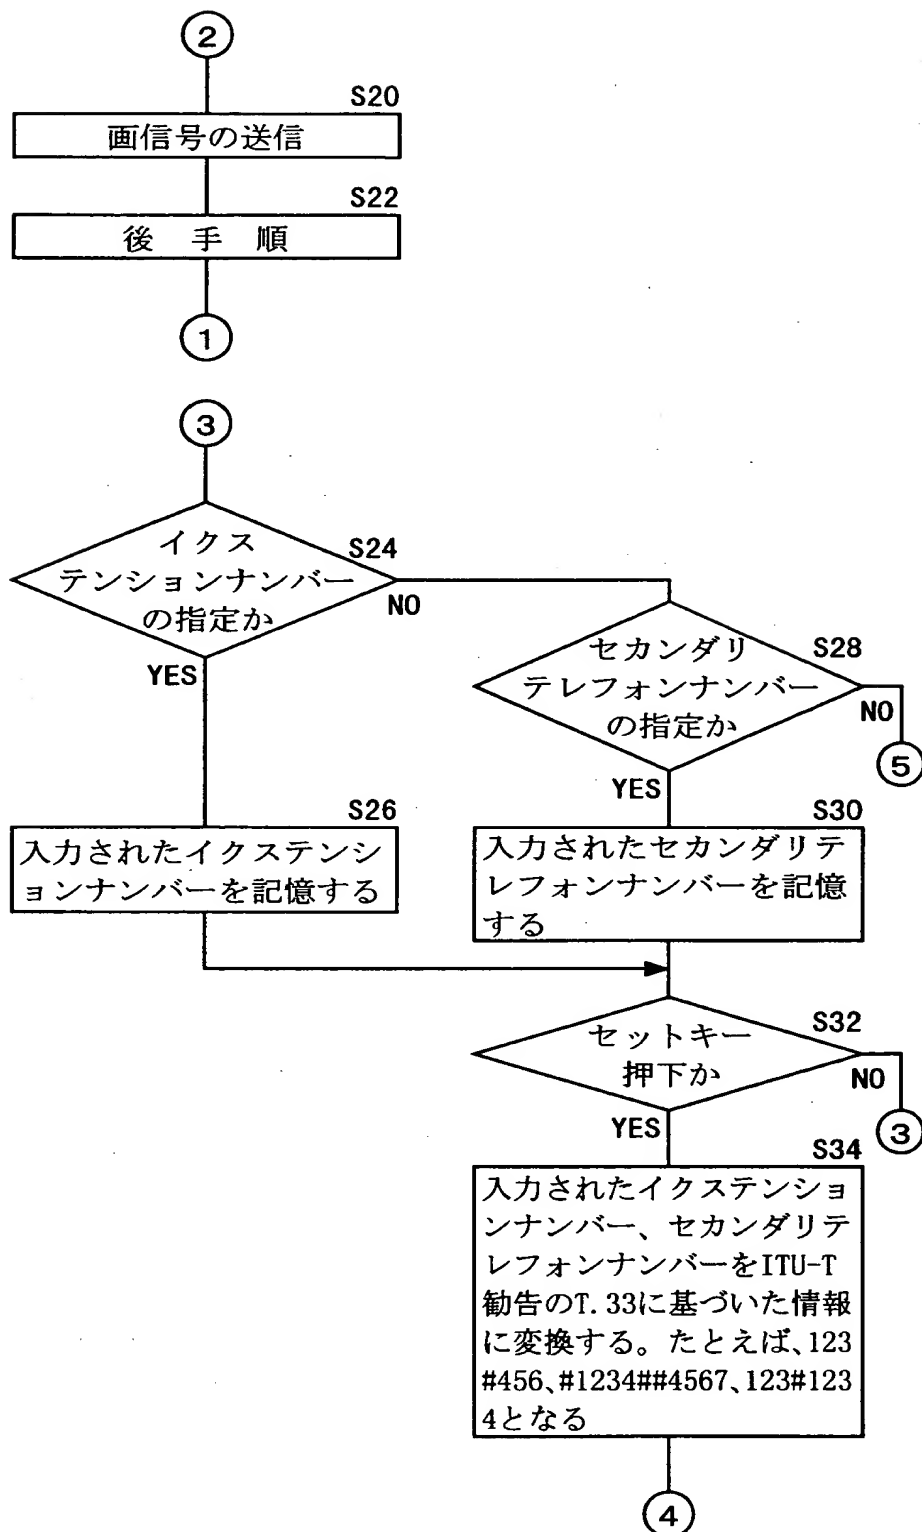 ②
S20
画信号の送信
S22
後 手 順
①
③
S24
イクス
テンションナンバー
の指定か
NO
YES
S28
セカンダリ
テレフォンナンバー
の指定か
NO
⑤
YES
S26
入力されたイクステンシ
ョンナンバーを記憶する
S30
入力されたセカンダリテ
レフォンナンバーを記憶
する
S32
セットキー
押下か
NO
③
YES
S34
入力されたイクステンショ
ンナンバー、セカンダリテ
レフォンナンバーをITU-T
勧告のT.33に基づいた情報
に変換する。たとえば、123
#456、#1234##4567、123#123
4となる
④